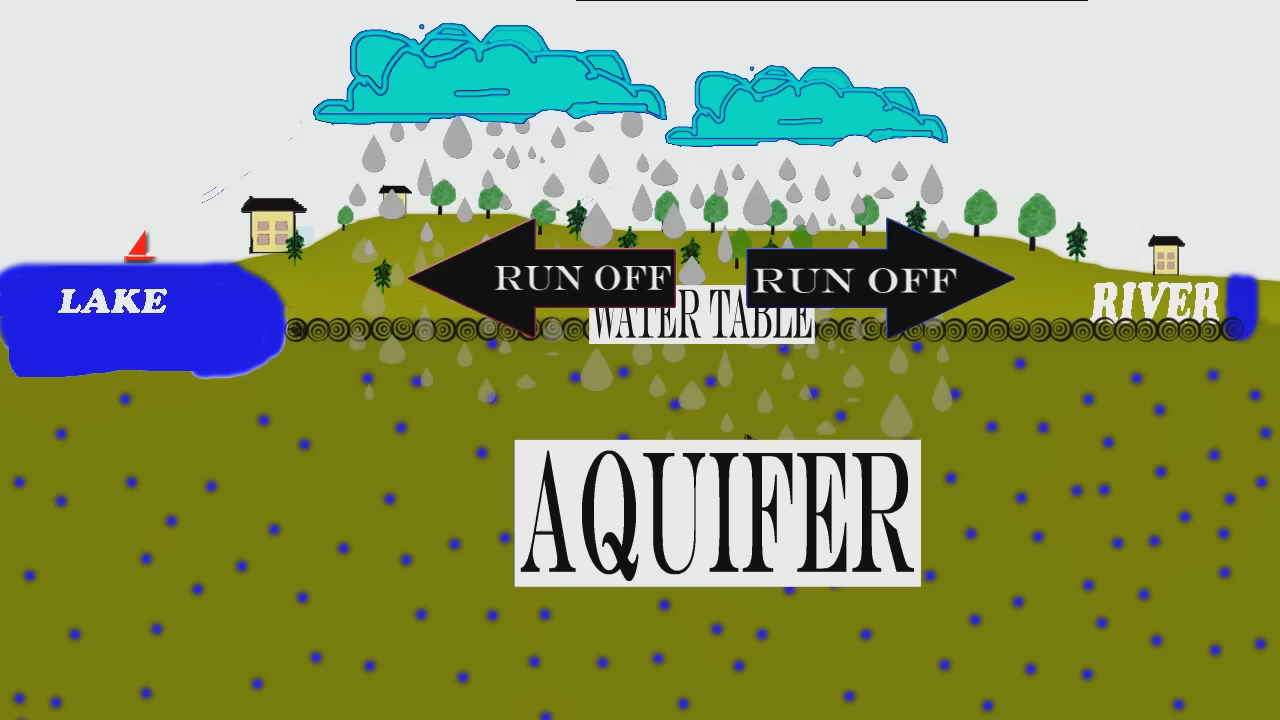 RUN OFF
RUN OFF
LAKE
RIVER
WATER TABLE
AQUIFER